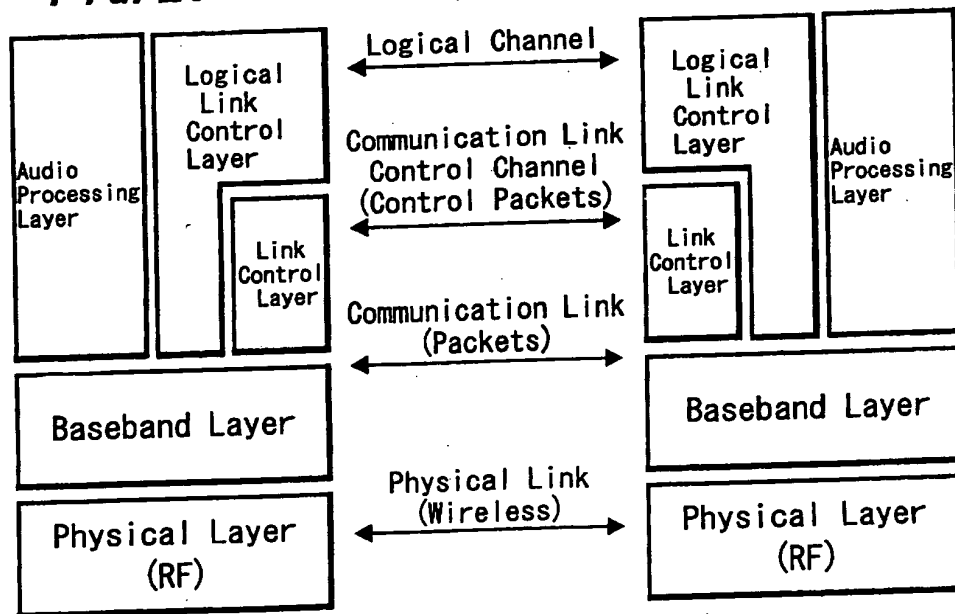 Logical Channel
Audio
Processing
Layer
Logical
Link
Control
Layer
Link
Control
Layer
Communication Link
Control Channel
(Control Packets)
Communication Link
(Packets)
Logical
Link
Control
Layer
Link
Control
Layer
Audio
Processing
Layer
Baseband Layer
Baseband Layer
Physical Link
(Wireless)
Physical Layer
(RF)
Physical Layer
(RF)